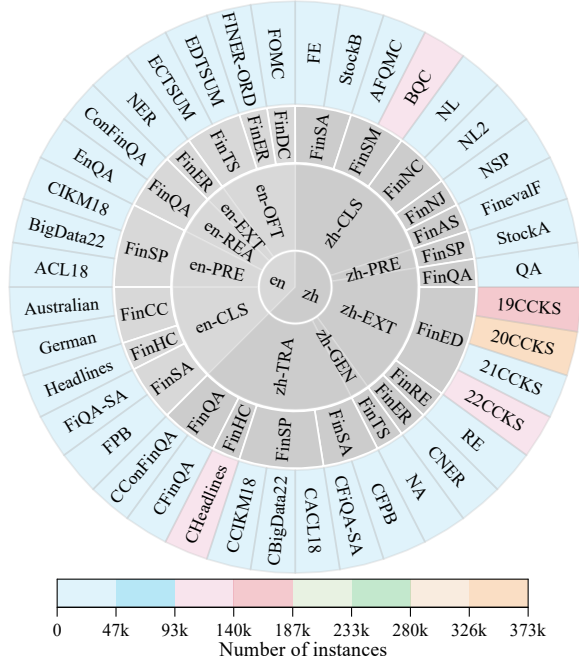 FE
StockB
AFQMC
BQC
NL
NL2
NSP
FinevalF
StockA
QA
19CCKS
20CCKS
21CCKS
22CCKS
RE
CNER
NA
CFPB
CFiQA-SA
CACL18
CBigData22
CCIKM18
CHeadlines
CFinQA
CConFinQA
FPB
FiQA-SA
Headlines
German
Australian
ACL18
BigData22
CIKM18
EnQA
ConFinQA
NER
ECTSUM
EDTSUM
FINER-ORD
FOMC
FinSA
FinSM
FinNC
FinNJ
FinAS
FinSP
FinQA
FinED
FinRE
FinER
FinTS
FinSA
FinSP
FinHC
FinQA
FinSA
FinHC
FinCC
FinSP
FinQA
FinER
FinTS
FinER
FinDC
zh-CLS
zh-PRE
zh-EXT
zh-GEN
zh-TRA
en-CLS
en-PRE
en-REA
en-EXT
en-OFT
en
zh
0 47k 93k 140k 187k 233k 280k 326k 373k
Number of instances